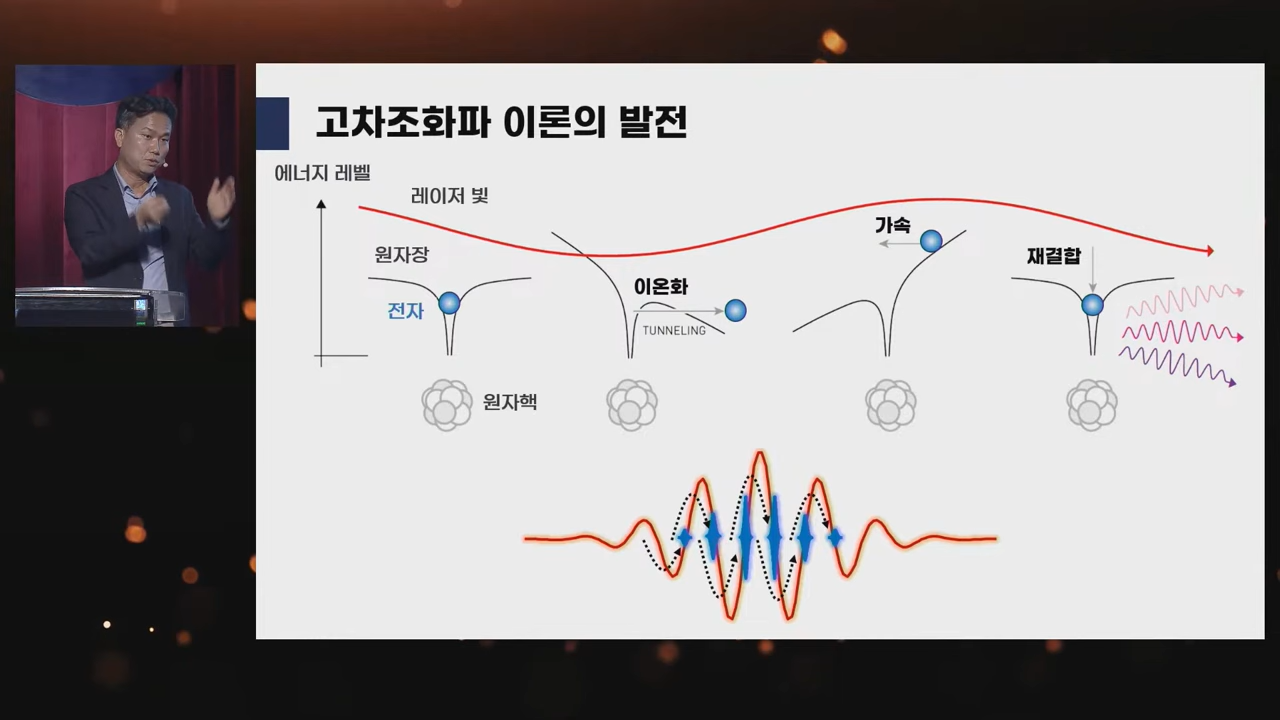 고차조화파 이론의 발전
에너지 레벨
레이저 빛
원자장
전자
이온화
TUNNELING
가속
재결합
원자핵